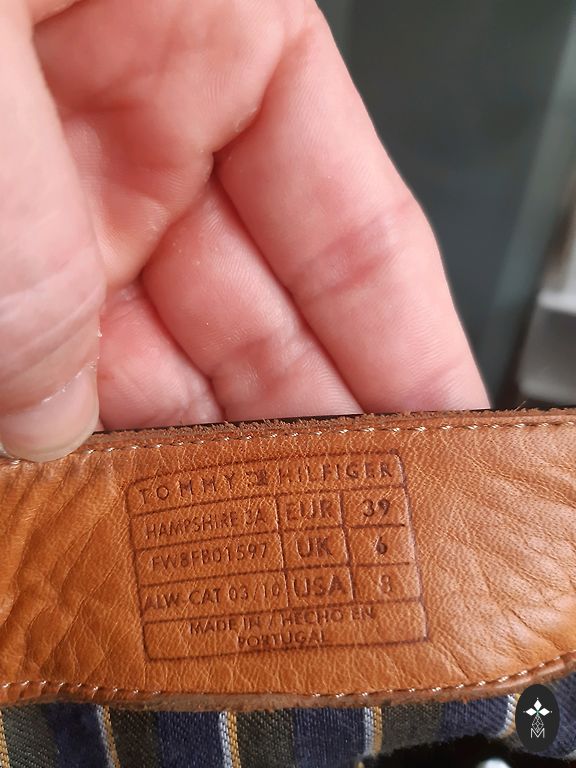 TOMMY HILFIGER
HAMPSHIRE 3A EUR 39
FW8FB01597 UK 6
ALW CAT 03/10 USA 8
MADE IN / HECHO EN
PORTUGAL
M